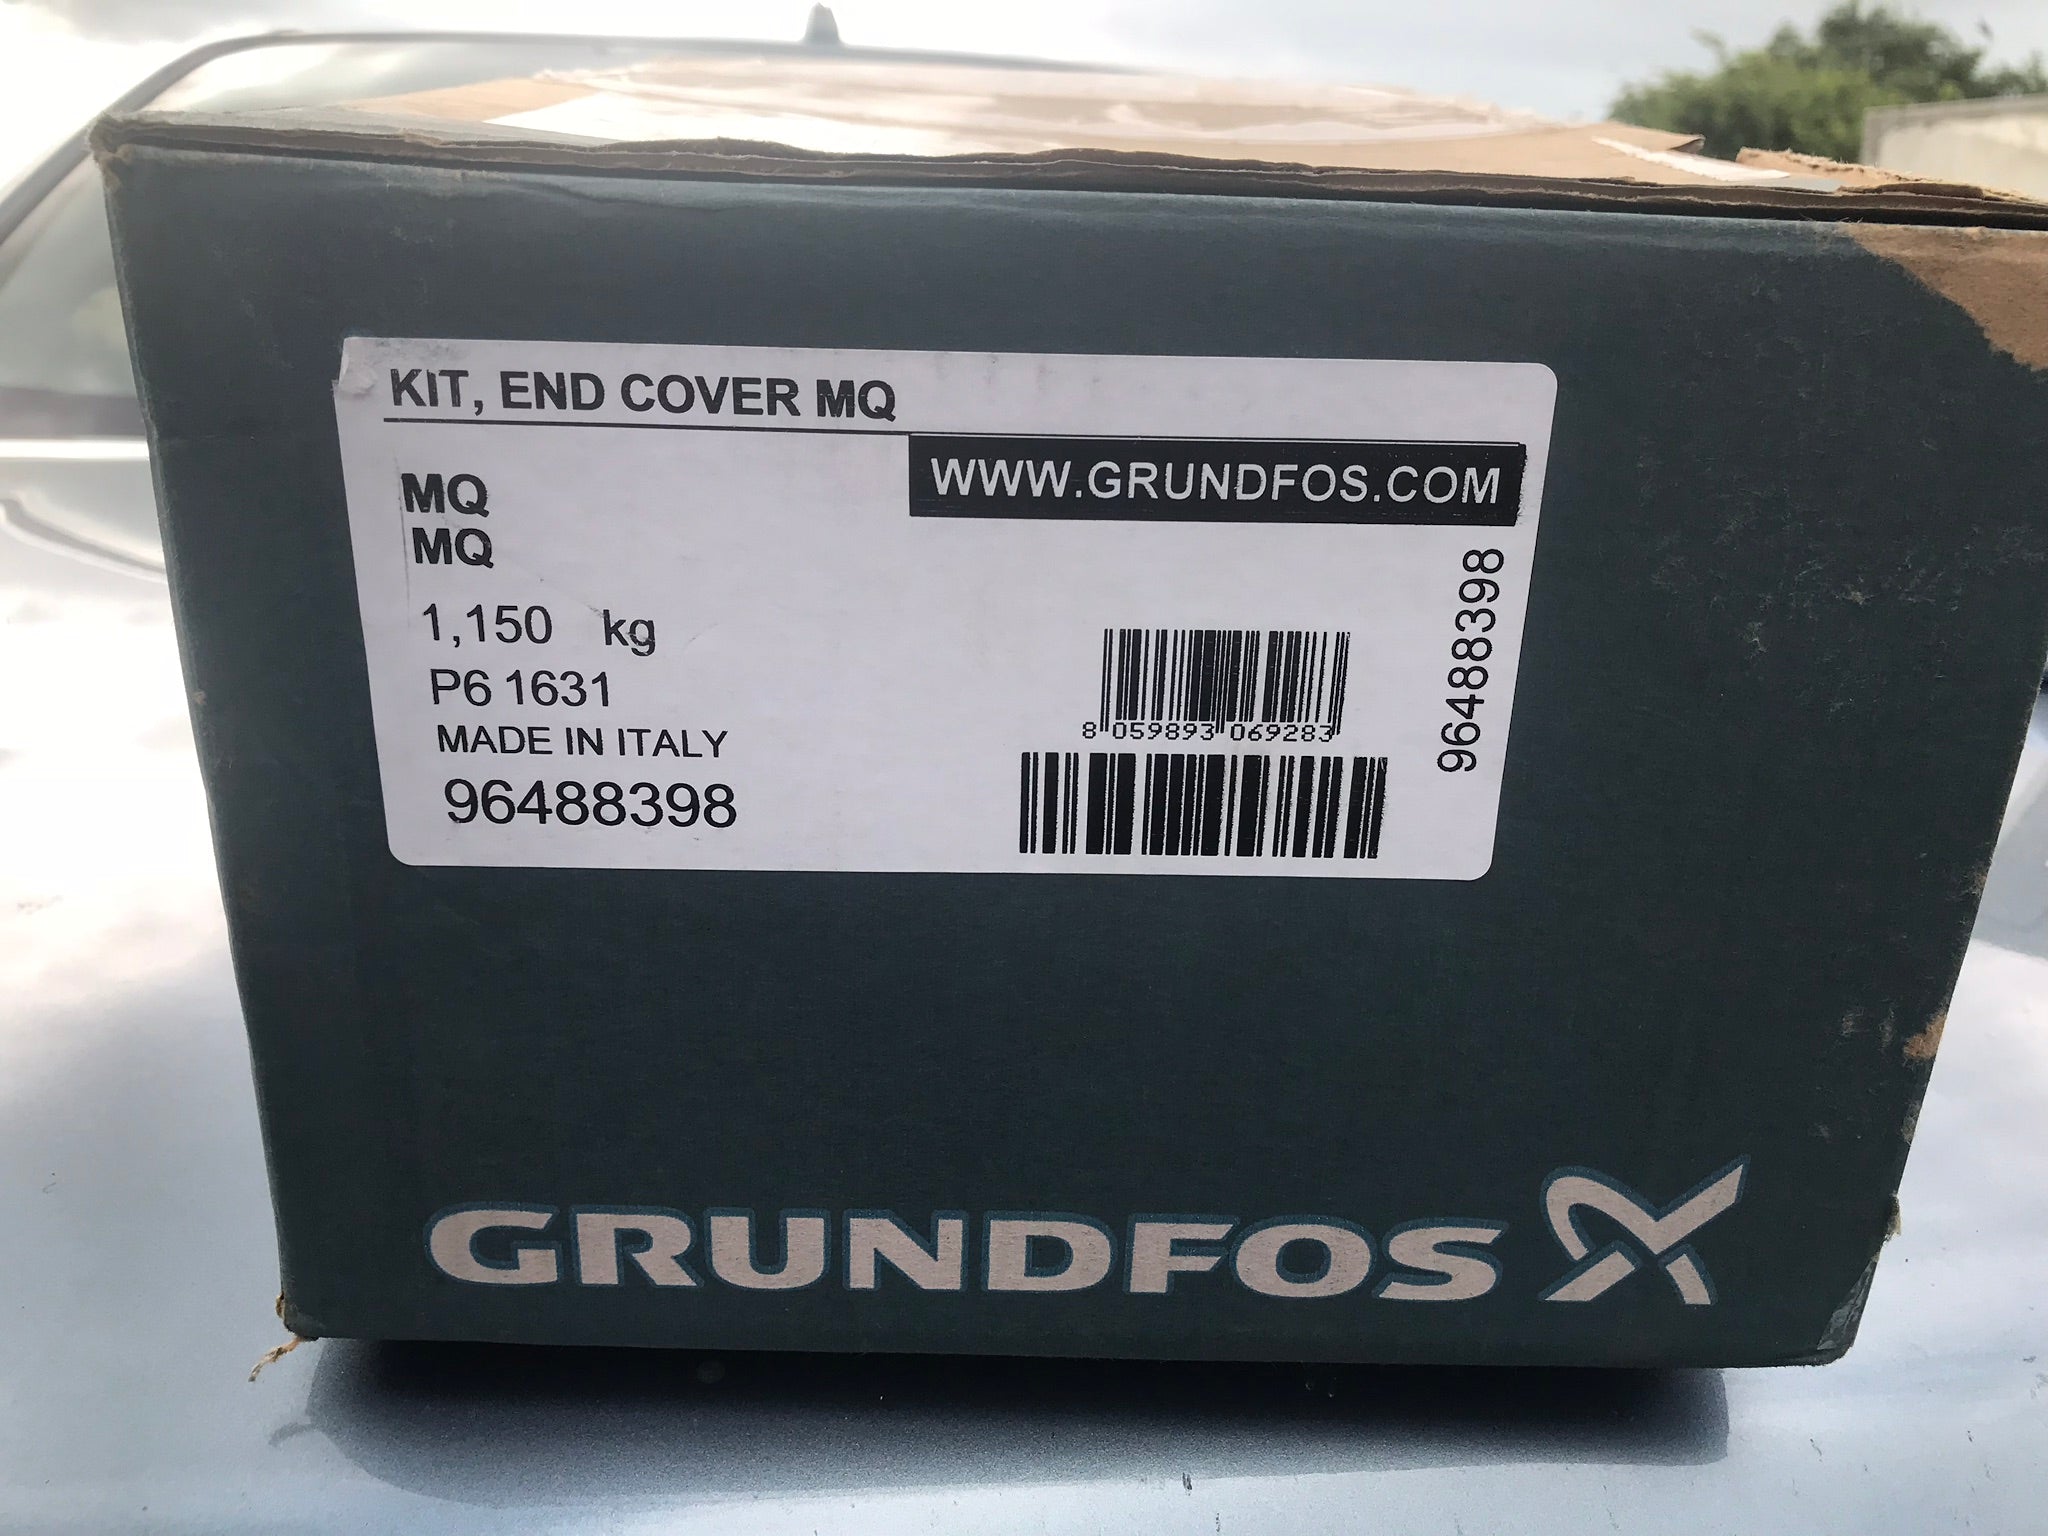 KIT, END COVER MQ
WWW.GRUNDFOS.COM
MQ
MQ
1,150 kg
P6 1631
MADE IN ITALY
96488398
8 059893 069283
96488398
GRUNDFOS